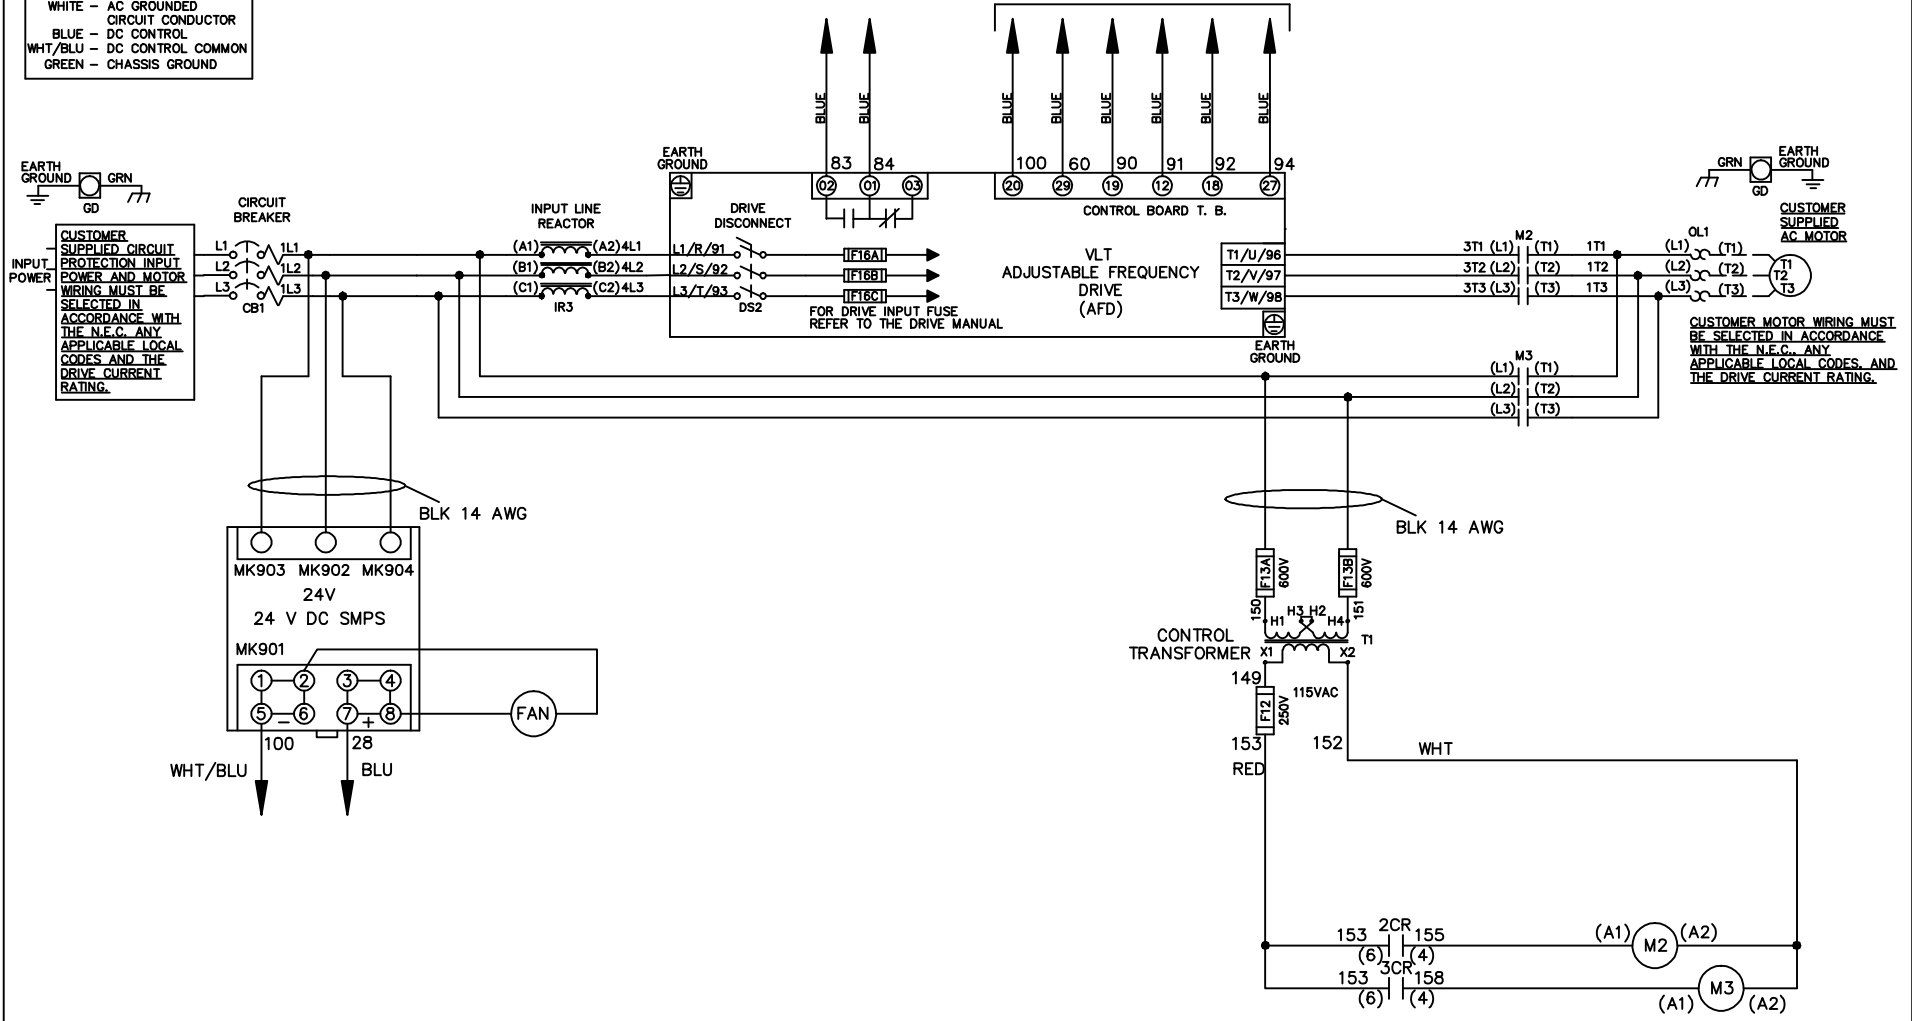 WHITE – AC GROUNDED
CIRCUIT CONDUCTOR
BLUE – DC CONTROL
WHT/BLU – DC CONTROL COMMON
GREEN – CHASSIS GROUND
BLUE
BLUE
BLUE
BLUE
BLUE
BLUE
BLUE
BLUE
EARTH
GROUND
GRN
GD
CIRCUIT
BREAKER
INPUT LINE
REACTOR
EARTH
GROUND
DRIVE
DISCONNECT
83
84
02
01
03
100
60
90
91
92
94
20
29
19
12
18
27
CONTROL BOARD T. B.
GRN
EARTH
GROUND
GD
CUSTOMER
SUPPLIED
AC MOTOR
INPUT
POWER
CUSTOMER
SUPPLIED CIRCUIT
PROTECTION INPUT
POWER AND MOTOR
WIRING MUST BE
SELECTED IN
ACCORDANCE WITH
THE N.E.C. ANY
APPLICABLE LOCAL
CODES AND THE
DRIVE CURRENT
RATING.
L1
1L1
L2
1L2
L3
1L3
CB1
(A1)
(A2)
4L1
(B1)
(B2)
4L2
(C1)
(C2)
4L3
IR3
L1/R/91
L2/S/92
L3/T/93
DS2
F16A
F16B
F16C
FOR DRIVE INPUT FUSE
REFER TO THE DRIVE MANUAL
VLT
ADJUSTABLE FREQUENCY
DRIVE
(AFD)
T1/U/96
T2/V/97
T3/W/98
EARTH
GROUND
M2
3T1 (L1) (T1) 1T1
3T2 (L2) (T2) 1T2
3T3 (L3) (T3) 1T3
OL1
(L1) (T1)
(L2) (T2)
(L3) (T3)
T1
T2
T3
CUSTOMER MOTOR WIRING MUST
BE SELECTED IN ACCORDANCE
WITH THE N.E.C., ANY
APPLICABLE LOCAL CODES, AND
THE DRIVE CURRENT RATING.
M3
(L1) (T1)
(L2) (T2)
(L3) (T3)
BLK 14 AWG
BLK 14 AWG
MK903 MK902 MK904
24V
24 V DC SMPS
MK901
1
2
3
4
5
–
6
7
+
8
FAN
100
28
WHT/BLU
BLU
F13A
600V
F13B
600V
150
151
H1
H3
H2
H4
CONTROL
TRANSFORMER
T1
X1
X2
149
115VAC
F12
250V
153
152
WHT
RED
2CR
153
155
(6)
(4)
(A1)
M2
(A2)
3CR
153
158
(6)
(4)
(A1)
M3
(A2)